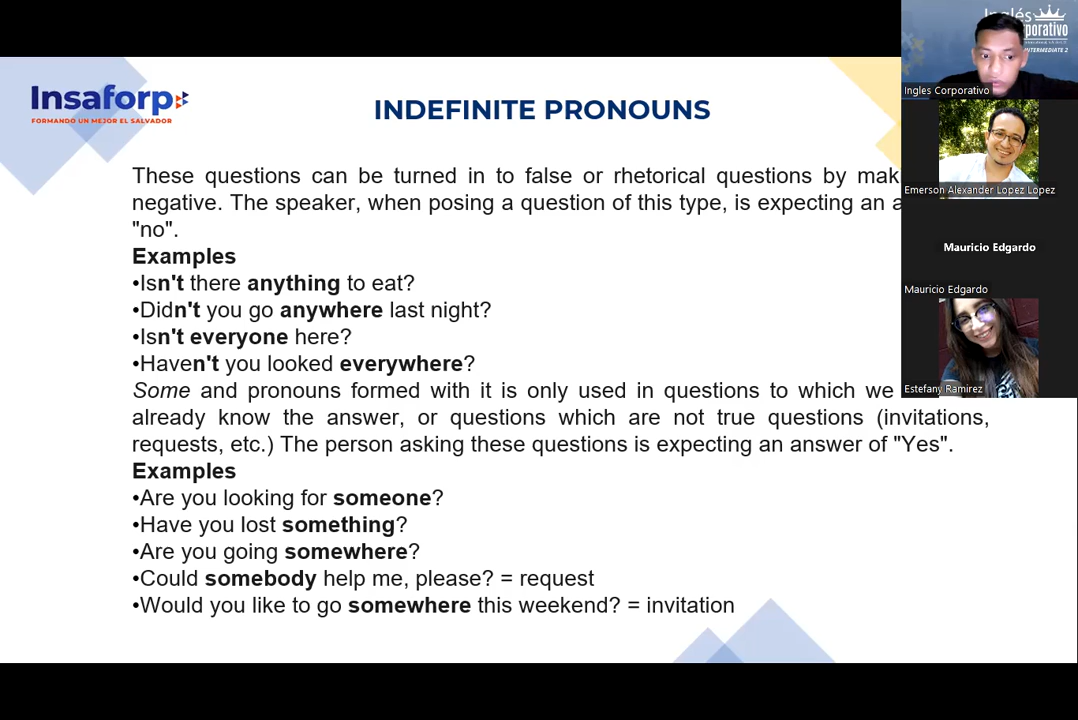 Insaforp
FORMANDO UN MEJOR EL SALVADOR
INDEFINITE PRONOUNS
These questions can be turned in to false or rhetorical questions by mak
negative. The speaker, when posing a question of this type, is expecting an a
"no".
Examples
•Isn't there anything to eat?
•Didn't you go anywhere last night?
•Isn't everyone here?
•Haven't you looked everywhere?
Some and pronouns formed with it is only used in questions to which we
already know the answer, or questions which are not true questions (invitations,
requests, etc.) The person asking these questions is expecting an answer of "Yes".
Examples
•Are you looking for someone?
•Have you lost something?
•Are you going somewhere?
•Could somebody help me, please? = request
•Would you like to go somewhere this weekend? = invitation
Inglés
porativo
INTERMEDIATE 2
Ingles Corporativo
Emerson Alexander Lopez Lopez
Mauricio Edgardo
Mauricio Edgardo
Estefany Ramirez